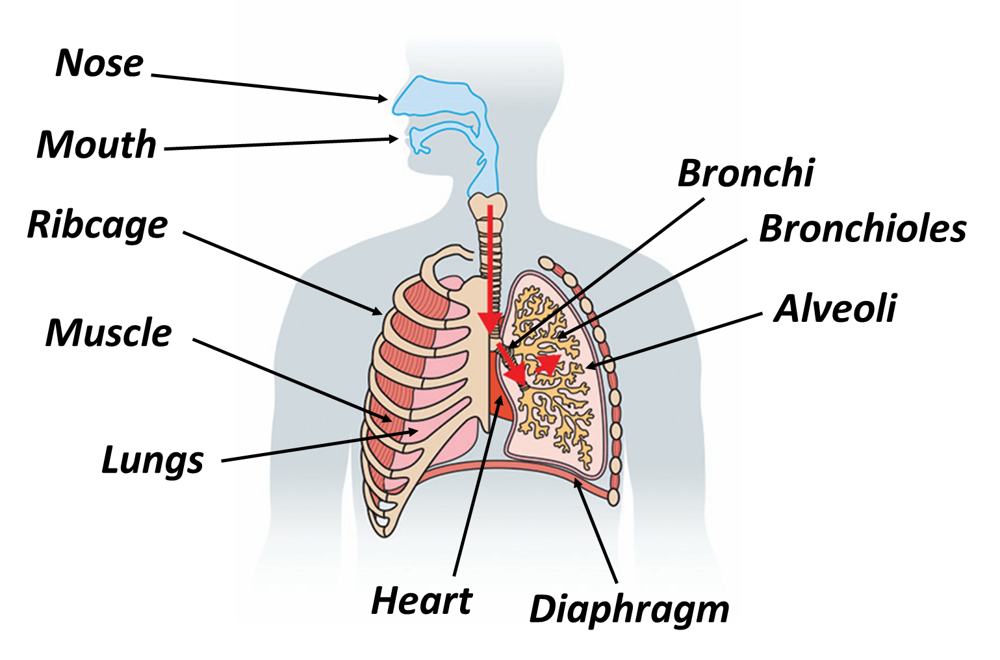 Nose
Mouth
Ribcage
Muscle
Lungs
Bronchi
Bronchioles
Alveoli
Heart
Diaphragm